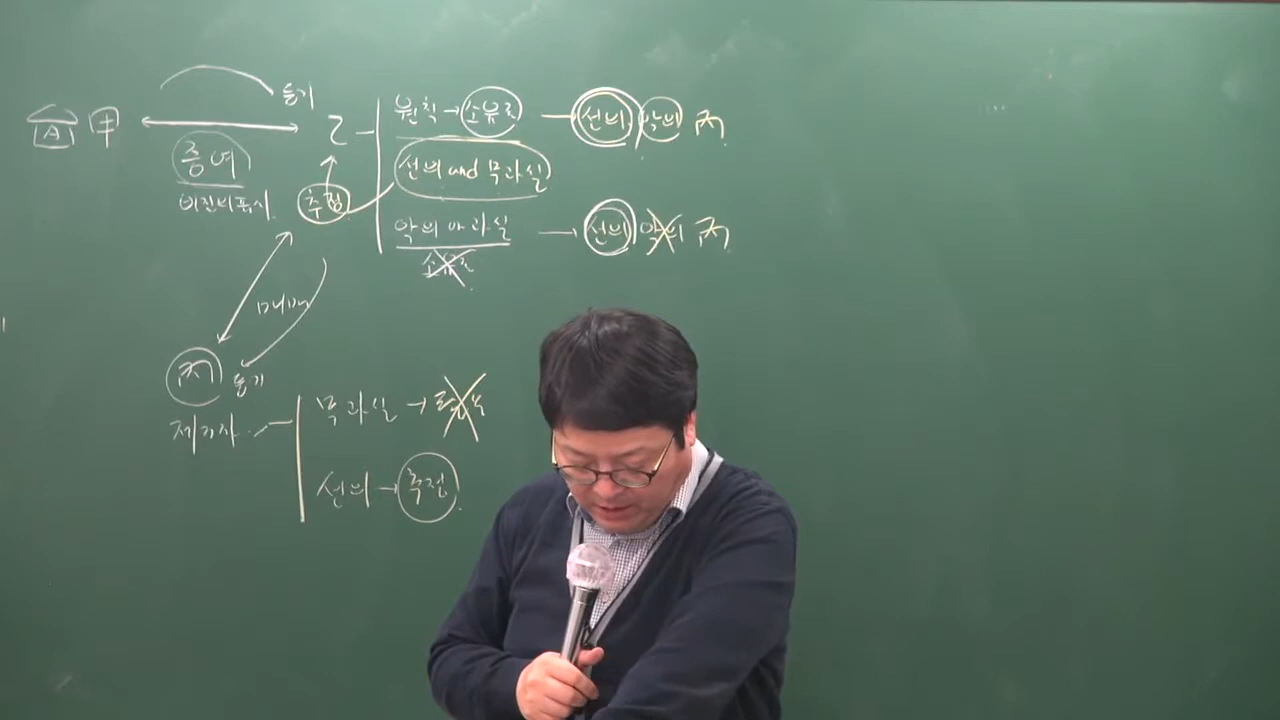 A 甲
등기
증여
비진의표시
乙
추정
원칙→소유권
선의 and 무과실
악의 or 과실
소유권
선의 악의 丙
선의 악의 丙
매매
丙 등기
제3자
무과실 →
선의 → 추정